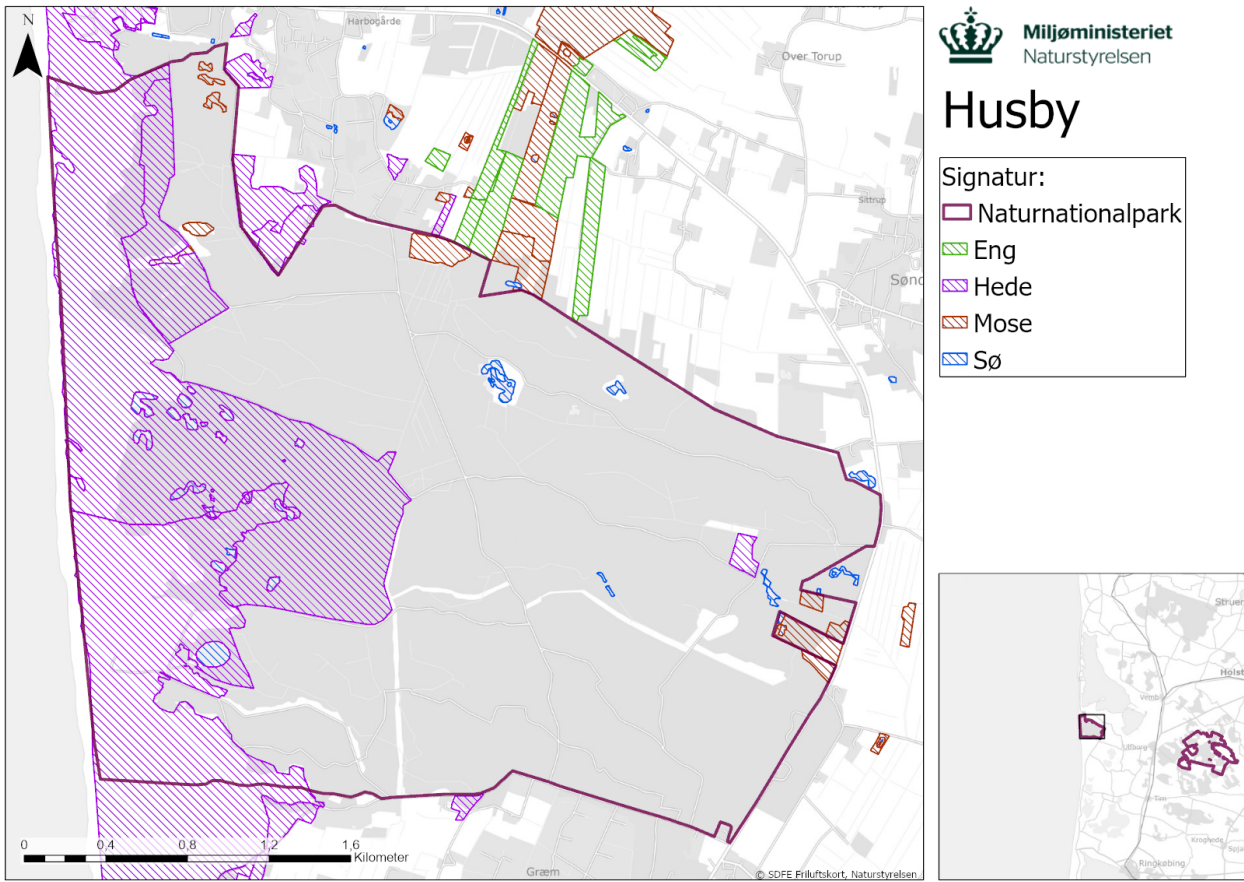 N
Harbogårde
Over Torup
Sittrup
Græm
0
0,4
0,8
1,2
1,6
Kilometer
© SDFE Friluftskort, Naturstyrelsen
Miljøministeriet
Naturstyrelsen
Husby
Signatur:
Naturnationalpark
Eng
Hede
Mose
Sø
Struer
Holst
Vemb
Ulfborg
Ringkøbing